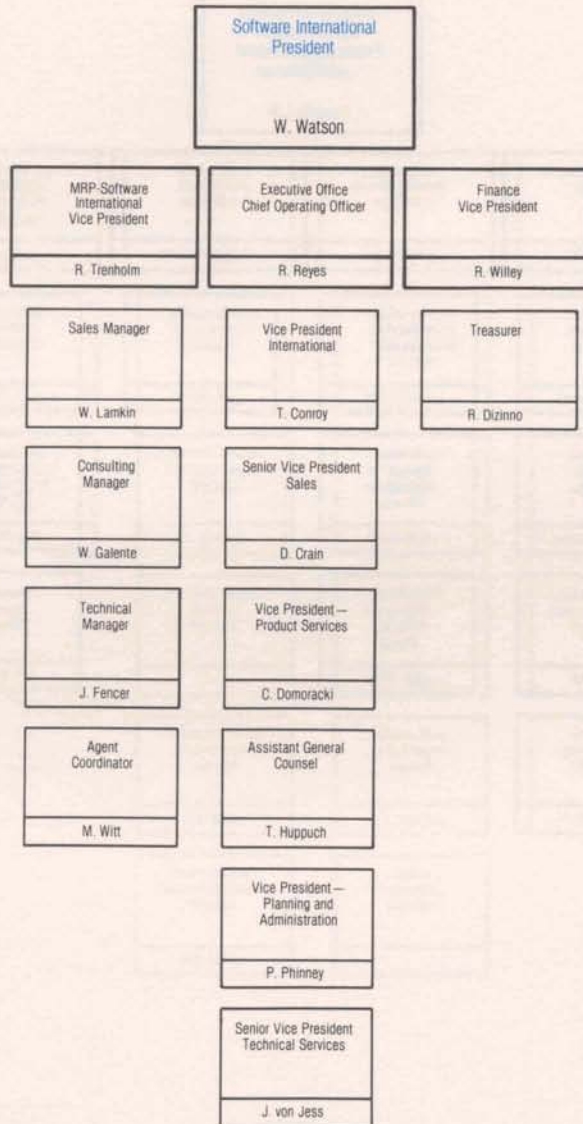 Software International
President
W. Watson
MRP-Software
International
Vice President
R. Trenholm
Executive Office
Chief Operating Officer
R. Reyes
Finance
Vice President
R. Willey
Sales Manager
W. Lamkin
Vice President
International
T. Conroy
Treasurer
R. Dizinno
Consulting
Manager
W. Galente
Senior Vice President
Sales
D. Crain
Technical
Manager
J. Fencer
Vice President—
Product Services
C. Domoracki
Agent
Coordinator
M. Witt
Assistant General
Counsel
T. Huppuch
Vice President—
Planning and
Administration
P. Phinney
Senior Vice President
Technical Services
J. von Jess